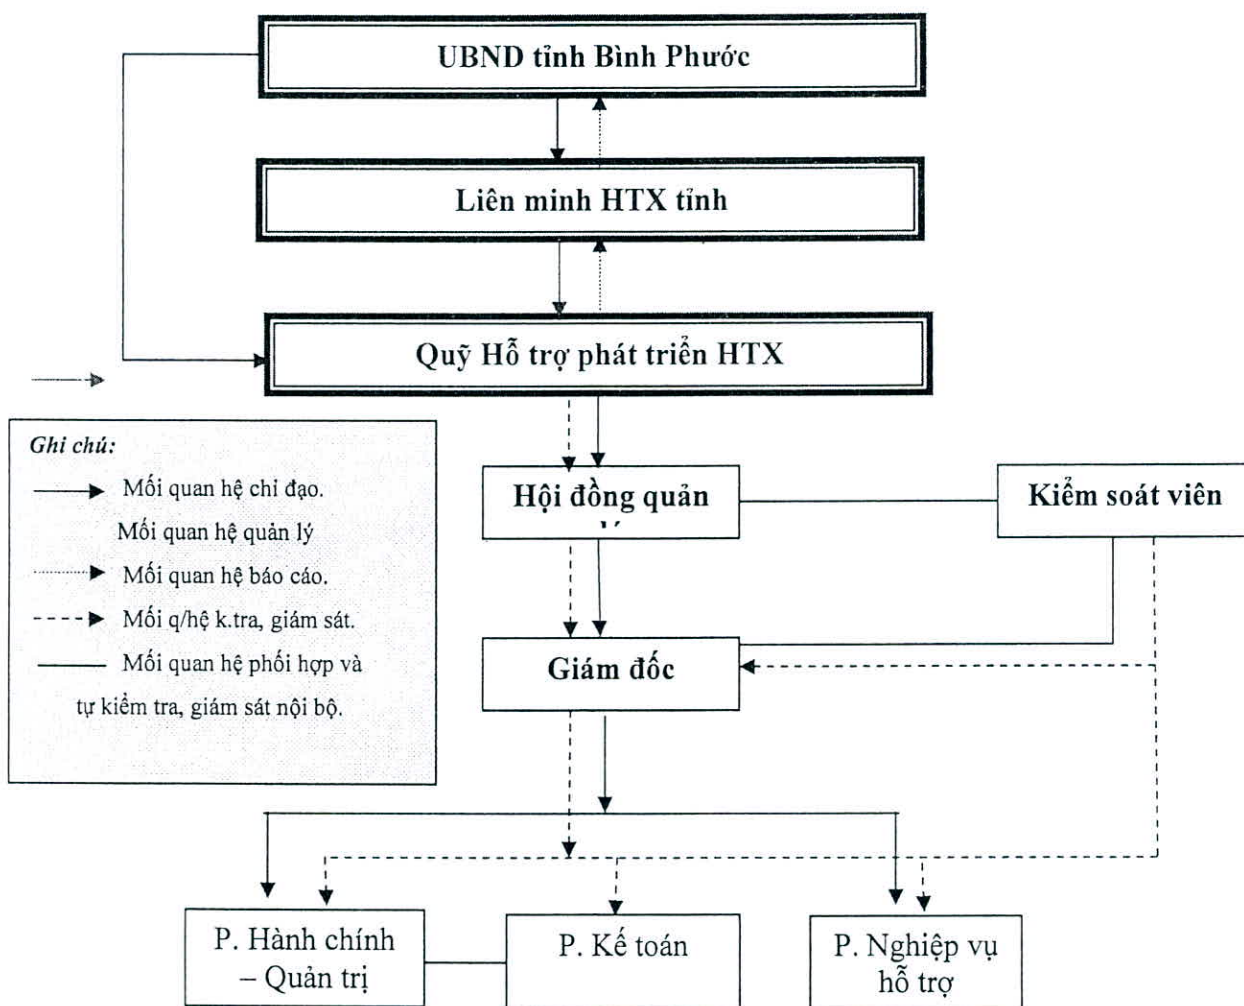 UBND tỉnh Bình Phước
Liên minh HTX tỉnh
Quỹ Hỗ trợ phát triển HTX
Ghi chú:
Mối quan hệ chỉ đạo.
Mối quan hệ quản lý
Mối quan hệ báo cáo.
Mối q/hệ k.tra, giám sát.
Mối quan hệ phối hợp và
tự kiểm tra, giám sát nội bộ.
Hội đồng quản
Kiểm soát viên
Giám đốc
P. Hành chính
– Quản trị
P. Kế toán
P. Nghiệp vụ
hỗ trợ